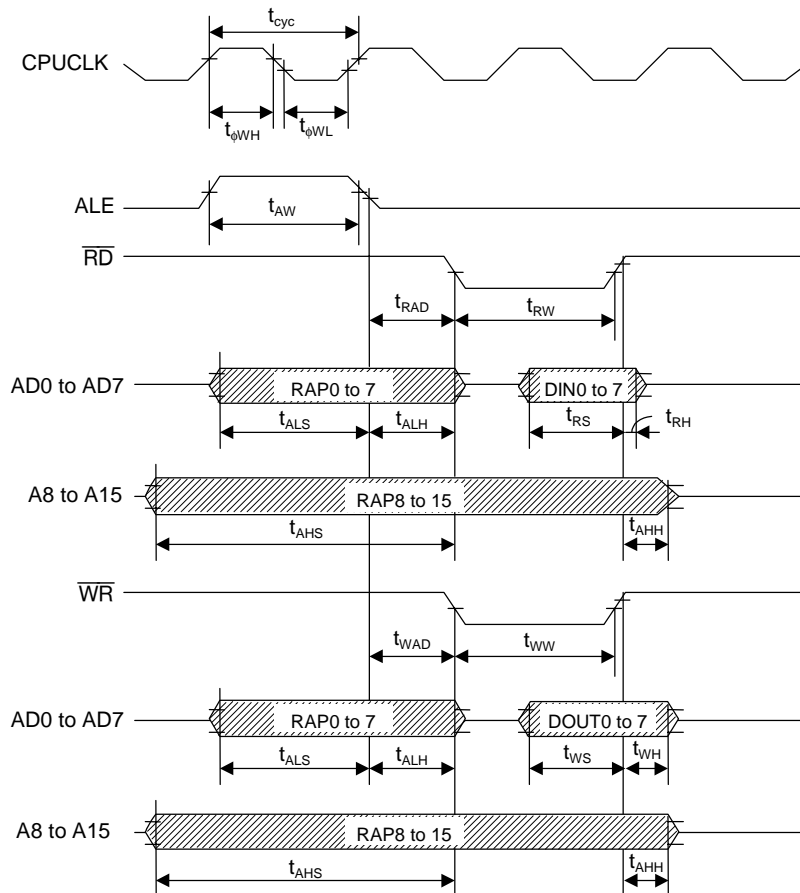 tcyc
CPUCLK
tϕWH
tϕWL
ALE
tAW
RD
tRAD
tRW
AD0 to AD7
RAP0 to 7
DIN0 to 7
tALS
tALH
tRS
tRH
A8 to A15
RAP8 to 15
tAHS
tAHH
WR
tWAD
tWW
AD0 to AD7
RAP0 to 7
DOUT0 to 7
tALS
tALH
tWS
tWH
A8 to A15
RAP8 to 15
tAHS
tAHH